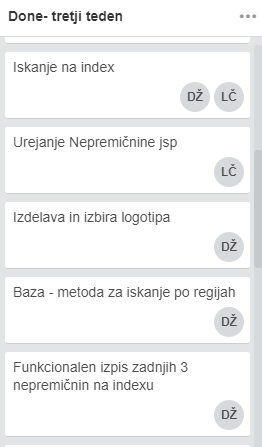 Done- tretji teden
Iskanje na index
DŽ LČ
Urejanje Nepremičnine jsp
LČ
Izdelava in izbira logotipa
DŽ
Baza - metoda za iskanje po regijah
DŽ
Funkcionalen izpis zadnjih 3
nepremičnin na indexu
DŽ